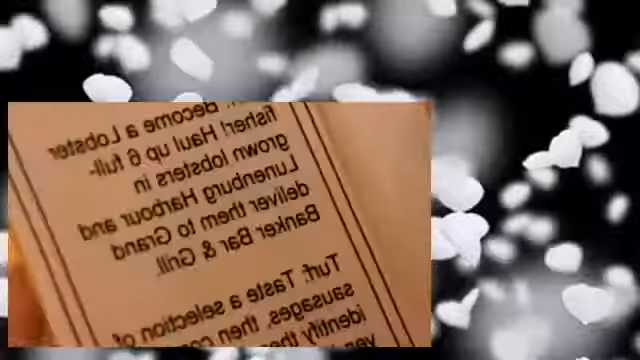 Become a Lobster
fisher! Haul up 6 full-
grown lobsters in
Lunenburg Harbour and
deliver them to Grand
Banker Bar & Grill.
Turf: Taste a selection of
sausages, then
identify